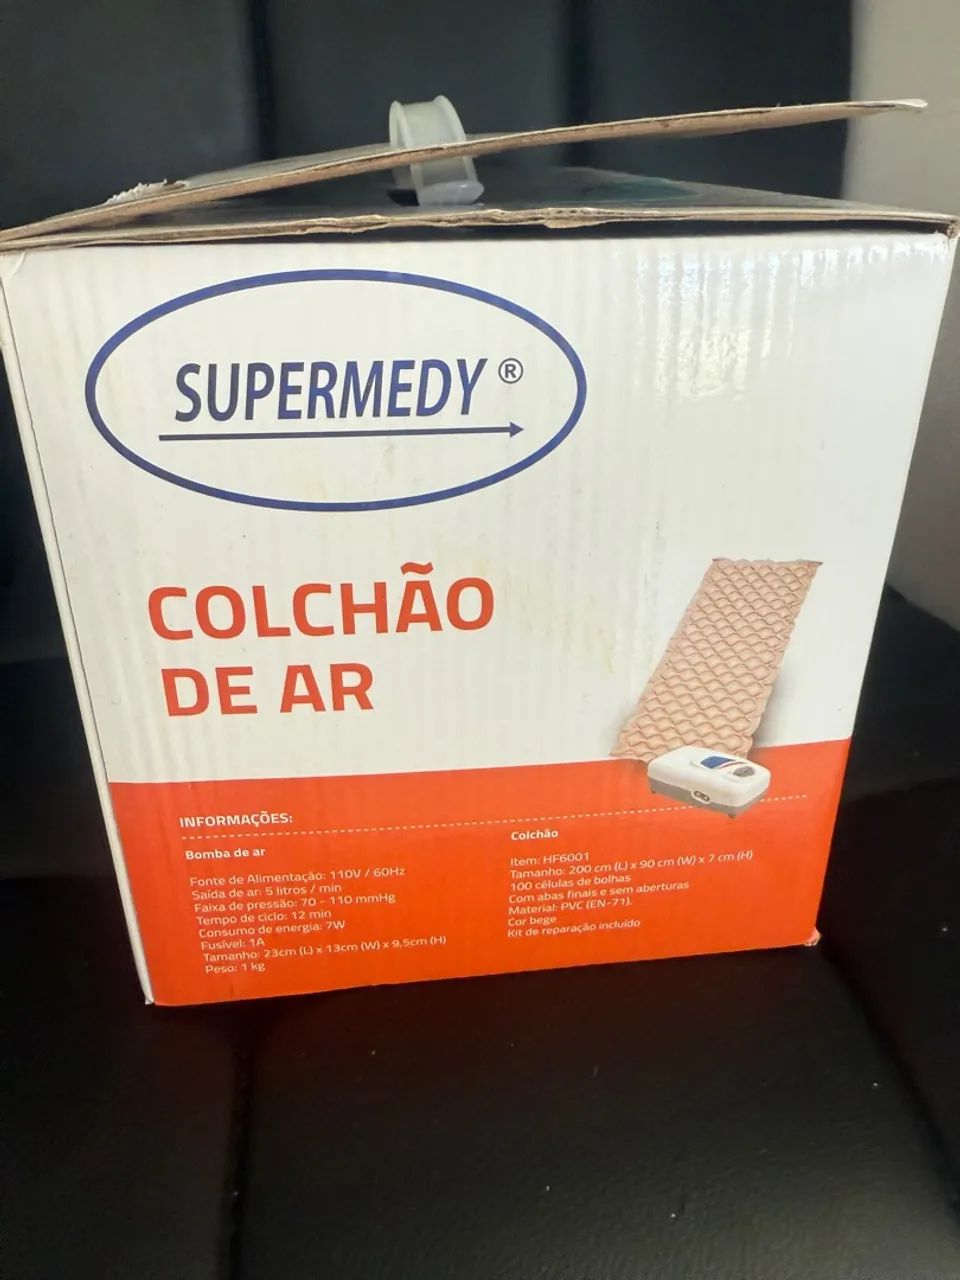 SUPERMEDY ®
COLCHÃO
DE AR
INFORMAÇÕES:
Bomba de ar
Fonte de Alimentação: 110V / 60Hz
Saída de ar: 5 litros / min
Faixa de pressão: 70 - 110 mmHg
Tempo de ciclo: 12 min
Consumo de energia: 7W
Fusível: 1A
Tamanho: 23cm (L) x 13cm (W) x 9,5cm (H)
Peso: 1 kg
Colchão
Item: HF6001
Tamanho: 200 cm (L) x 90 cm (W) x 7 cm (H)
100 células de bolhas
Com abas finais e sem aberturas
Material: PVC (EN-71),
Cor bege
Kit de reparação incluído